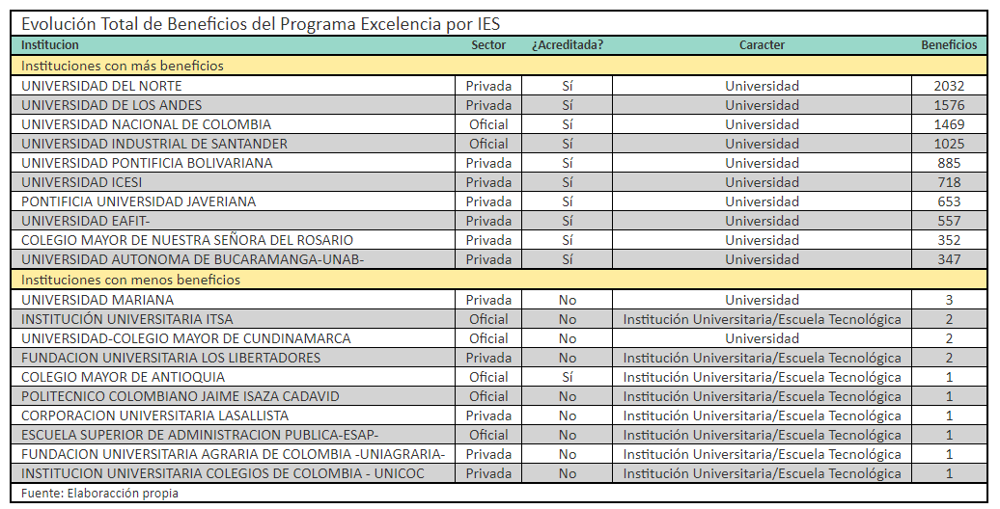 Evolución Total de Beneficios del Programa Excelencia por IES
Institucion Sector ¿Acreditada? Caracter Beneficios
Instituciones con más beneficios
UNIVERSIDAD DEL NORTE Privada Sí Universidad 2032
UNIVERSIDAD DE LOS ANDES Privada Sí Universidad 1576
UNIVERSIDAD NACIONAL DE COLOMBIA Oficial Sí Universidad 1469
UNIVERSIDAD INDUSTRIAL DE SANTANDER Oficial Sí Universidad 1025
UNIVERSIDAD PONTIFICIA BOLIVARIANA Privada Sí Universidad 885
UNIVERSIDAD ICESI Privada Sí Universidad 718
PONTIFICIA UNIVERSIDAD JAVERIANA Privada Sí Universidad 653
UNIVERSIDAD EAFIT- Privada Sí Universidad 557
COLEGIO MAYOR DE NUESTRA SEÑORA DEL ROSARIO Privada Sí Universidad 352
UNIVERSIDAD AUTONOMA DE BUCARAMANGA-UNAB- Privada Sí Universidad 347
Instituciones con menos beneficios
UNIVERSIDAD MARIANA Privada No Universidad 3
INSTITUCIÓN UNIVERSITARIA ITSA Oficial No Institución Universitaria/Escuela Tecnológica 2
UNIVERSIDAD-COLEGIO MAYOR DE CUNDINAMARCA Oficial No Universidad 2
FUNDACION UNIVERSITARIA LOS LIBERTADORES Privada No Institución Universitaria/Escuela Tecnológica 2
COLEGIO MAYOR DE ANTIOQUIA Oficial Sí Institución Universitaria/Escuela Tecnológica 1
POLITECNICO COLOMBIANO JAIME ISAZA CADAVID Oficial No Institución Universitaria/Escuela Tecnológica 1
CORPORACION UNIVERSITARIA LASALLISTA Privada No Institución Universitaria/Escuela Tecnológica 1
ESCUELA SUPERIOR DE ADMINISTRACION PUBLICA-ESAP- Oficial No Institución Universitaria/Escuela Tecnológica 1
FUNDACION UNIVERSITARIA AGRARIA DE COLOMBIA -UNIAGRARIA- Privada No Institución Universitaria/Escuela Tecnológica 1
INSTITUCION UNIVERSITARIA COLEGIOS DE COLOMBIA - UNICOC Privada No Institución Universitaria/Escuela Tecnológica 1
Fuente: Elaboracción propia